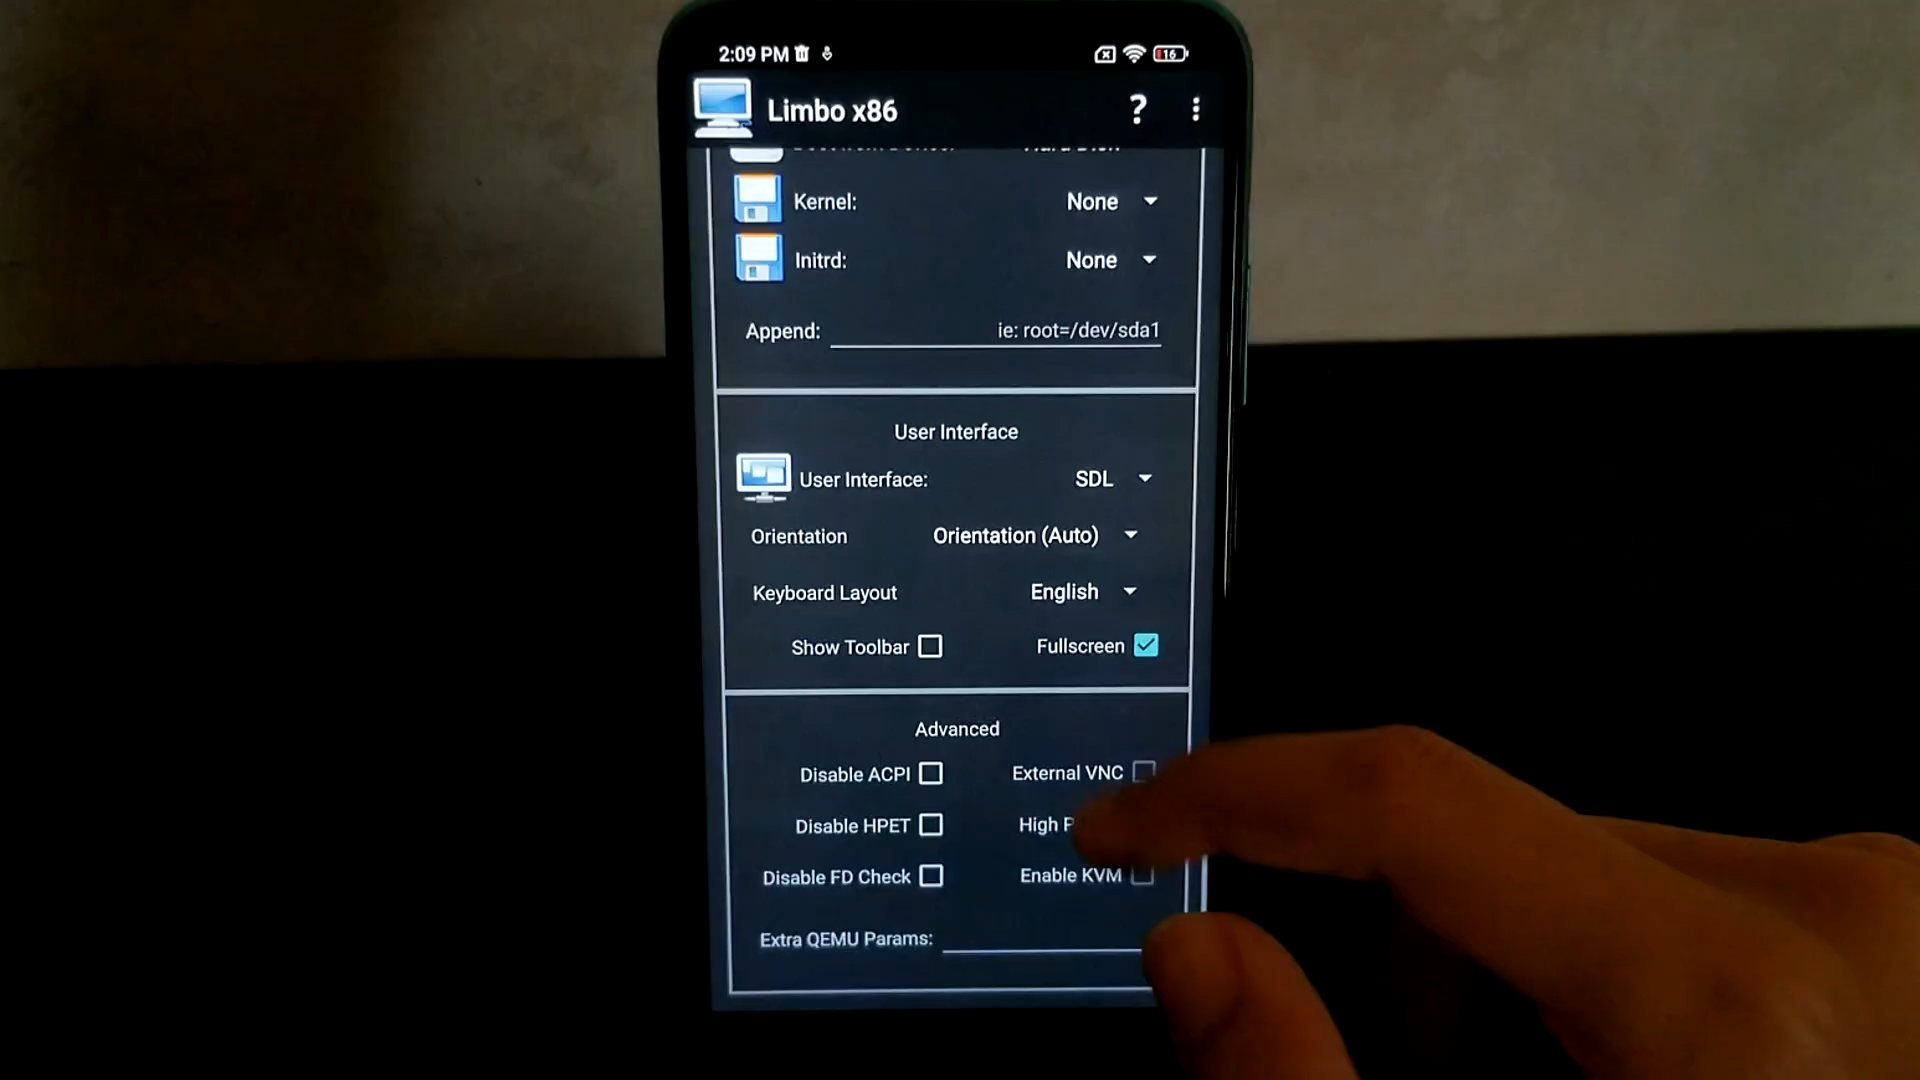 2:09 PM
16
Limbo x86
?
Kernel: None
Initrd: None
Append: ie: root=/dev/sda1
User Interface
User Interface: SDL
Orientation Orientation (Auto)
Keyboard Layout English
Show Toolbar Fullscreen
Advanced
Disable ACPI External VNC
Disable HPET High
Disable FD Check Enable KVM
Extra QEMU Params: